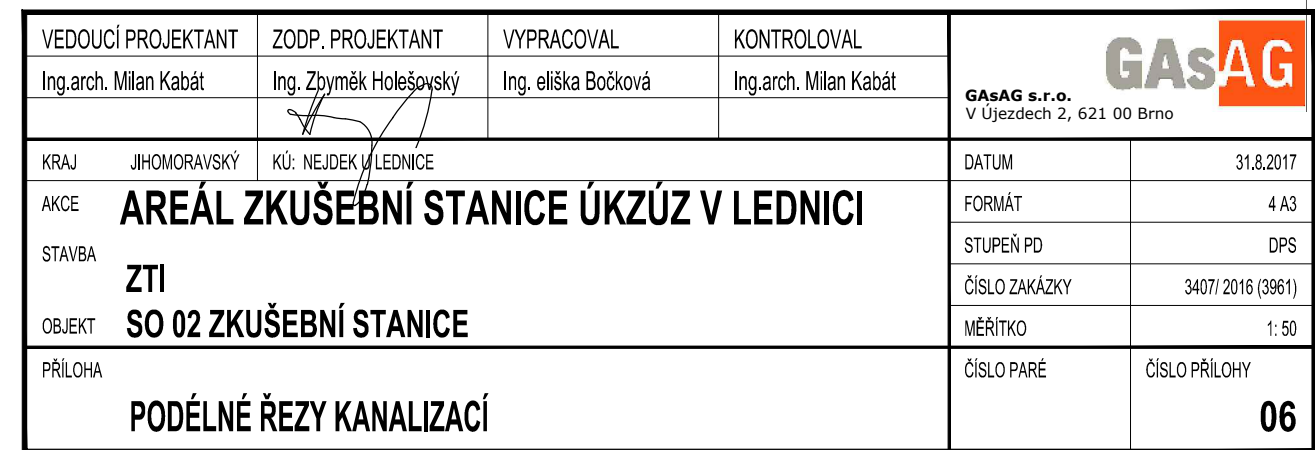 VEDOUCÍ PROJEKTANT ZODP. PROJEKTANT VYPRACOVAL KONTROLOVAL
Ing.arch. Milan Kabát Ing. Zbyměk Holešovský Ing. eliška Bočková Ing.arch. Milan Kabát
GAsAG
GAsAG s.r.o.
V Újezdech 2, 621 00 Brno
KRAJ JIHOMORAVSKÝ KÚ: NEJDEK U LEDNICE
DATUM 31.8.2017
AKCE AREÁL ZKUŠEBNÍ STANICE ÚKZÚZ V LEDNICI
FORMÁT 4 A3
STAVBA
ZTI
STUPEŇ PD DPS
ČÍSLO ZAKÁZKY 3407/ 2016 (3961)
OBJEKT SO 02 ZKUŠEBNÍ STANICE
MĚŘÍTKO 1: 50
PŘÍLOHA
PODÉLNÉ ŘEZY KANALIZACÍ
ČÍSLO PARÉ ČÍSLO PŘÍLOHY
06